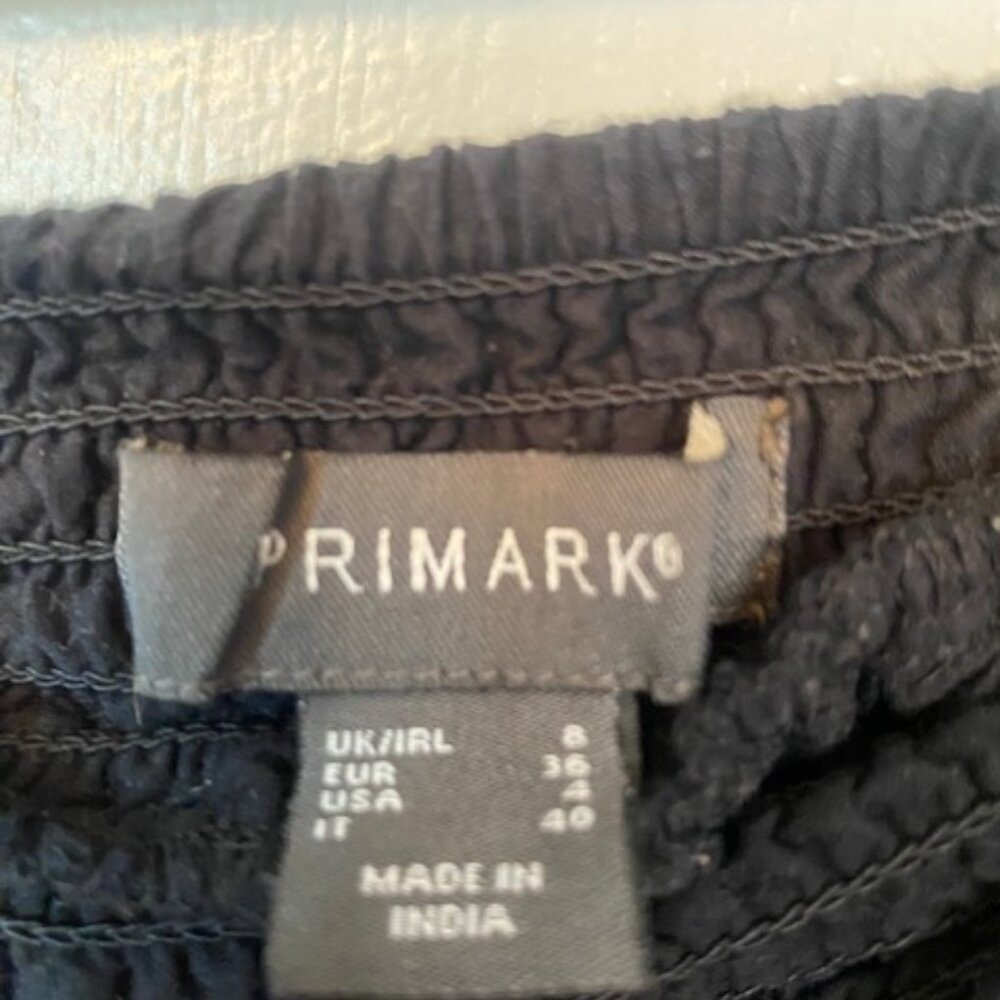 PRIMARK®
UK/IRL 8
EUR 36
USA 4
IT 40
MADE IN
INDIA